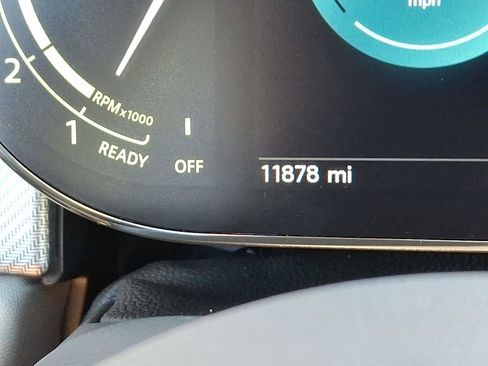 mph
2
RPMx1000
1
READY
OFF
11878 mi